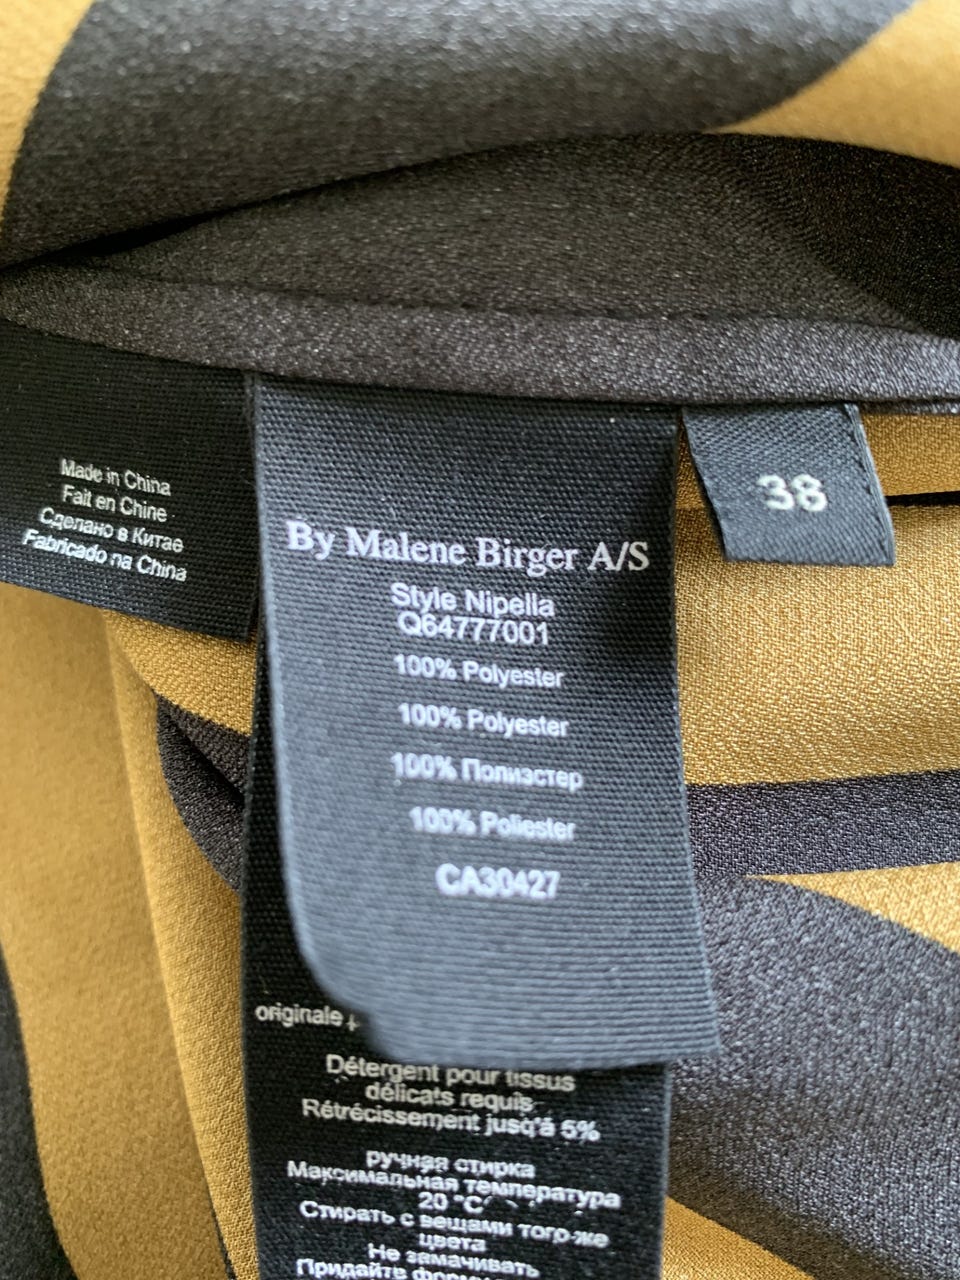 Made in China
Fait en Chine
Сделано в Китае
Fabricado na China
By Malene Birger A/S
Style Nipella
Q64777001
100% Polyester
100% Polyester
100% Полиэстер
100% Poliester
CA30427
38
originale
Détergent pour tissus
délicats requis
Rétrécissement jusq'á 5%
ручная стирка
Максимальная температура
20 °C
Стирать с вещами того-же
цвета
Не замачивать
Придайте